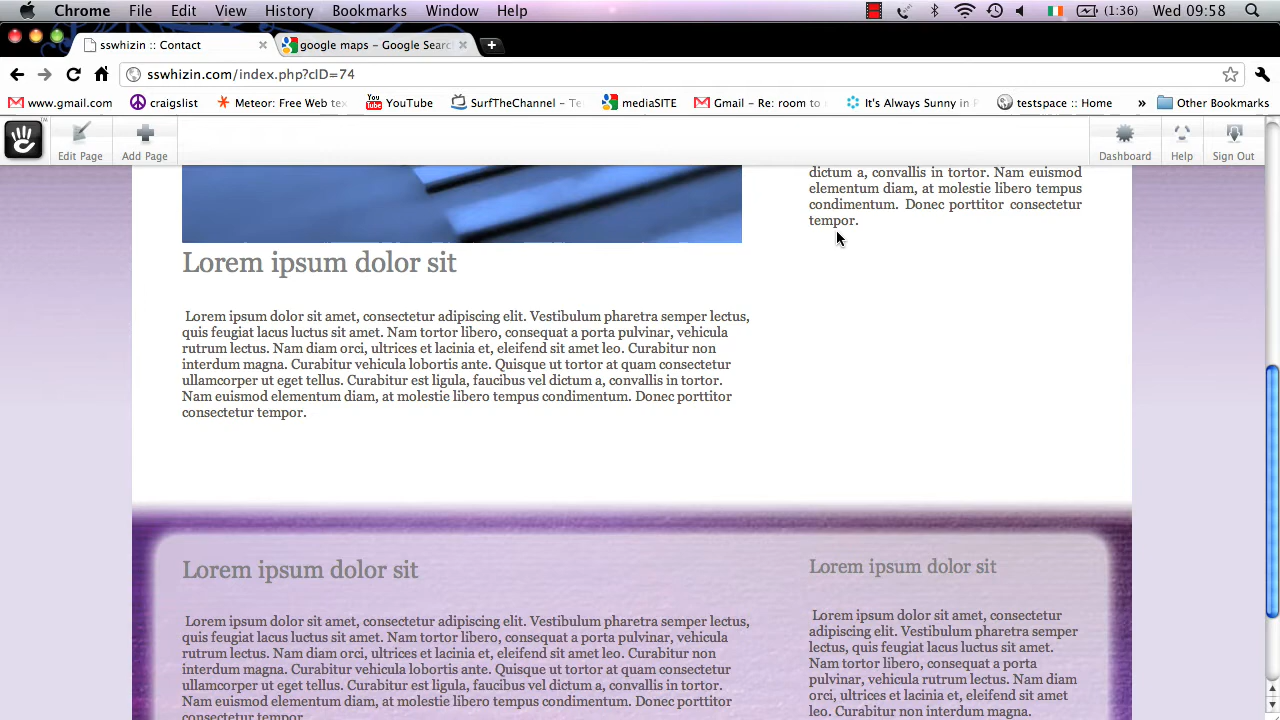 Chrome File Edit View History Bookmarks Window Help (1:36) Wed 09:58
sswhizin :: Contact google maps – Google Searc
sswhizin.com/index.php?cID=74
www.gmail.com craigslist Meteor: Free Web tex YouTube SurfTheChannel - Te mediaSITE Gmail - Re: room to It's Always Sunny in P testspace :: Home » Other Bookmarks
Edit Page Add Page Dashboard Help Sign Out
dictum a, convallis in tortor. Nam euismod
elementum diam, at molestie libero tempus
condimentum. Donec porttitor consectetur
tempor.
Lorem ipsum dolor sit
Lorem ipsum dolor sit amet, consectetur adipiscing elit. Vestibulum pharetra semper lectus,
quis feugiat lacus luctus sit amet. Nam tortor libero, consequat a porta pulvinar, vehicula
rutrum lectus. Nam diam orci, ultrices et lacinia et, eleifend sit amet leo. Curabitur non
interdum magna. Curabitur vehicula lobortis ante. Quisque ut tortor at quam consectetur
ullamcorper ut eget tellus. Curabitur est ligula, faucibus vel dictum a, convallis in tortor.
Nam euismod elementum diam, at molestie libero tempus condimentum. Donec porttitor
consectetur tempor.
Lorem ipsum dolor sit
Lorem ipsum dolor sit amet, consectetur adipiscing elit. Vestibulum pharetra semper lectus,
quis feugiat lacus luctus sit amet. Nam tortor libero, consequat a porta pulvinar, vehicula
rutrum lectus. Nam diam orci, ultrices et lacinia et, eleifend sit amet leo. Curabitur non
interdum magna. Curabitur vehicula lobortis ante. Quisque ut tortor at quam consectetur
ullamcorper ut eget tellus. Curabitur est ligula, faucibus vel dictum a, convallis in tortor.
Nam euismod elementum diam, at molestie libero tempus condimentum. Donec porttitor
consectetur tempor.
Lorem ipsum dolor sit
Lorem ipsum dolor sit amet, consectetur
adipiscing elit. Vestibulum pharetra semper
lectus, quis feugiat lacus luctus sit amet.
Nam tortor libero, consequat a porta
pulvinar, vehicula rutrum lectus. Nam diam
orci, ultrices et lacinia et, eleifend sit amet
leo. Curabitur non interdum magna.